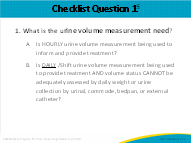 Checklist Question 1
1. What is the urine volume measurement need?
A Is HOURLY urine volume measurement being used to
inform and provide treatment?
B Is DAILY /Shift urine volume measurement being used
to provide treatment AND volume status CANNOT be
adequately assessed by daily weight or urine
collection by urinal, commode, bedpan, or external
catheter?